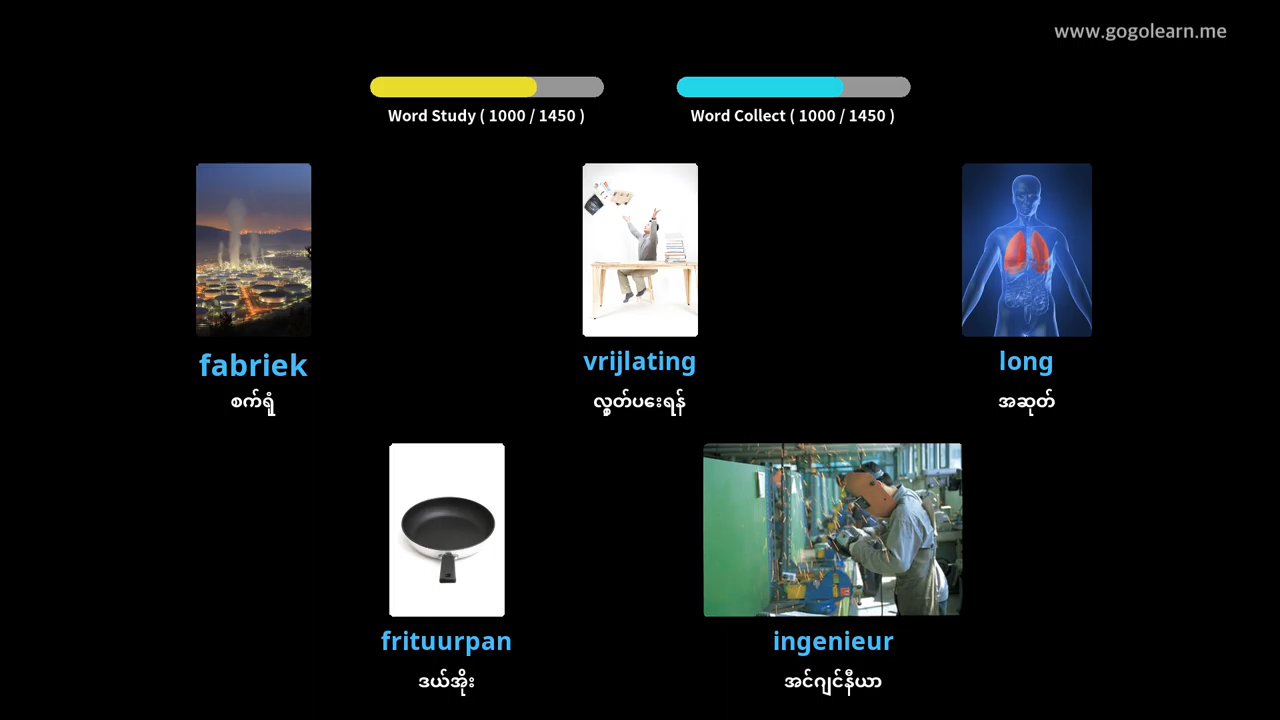 www.gogolearn.me
Word Study ( 1000 / 1450 )
Word Collect ( 1000 / 1450 )
fabriek
vrijlating
long
စက်ရုံ
လွှတ်ပေးရန်
အဆုတ်
frituurpan
ingenieur
ဒယ်အိုး
အင်ဂျင်နီယာ